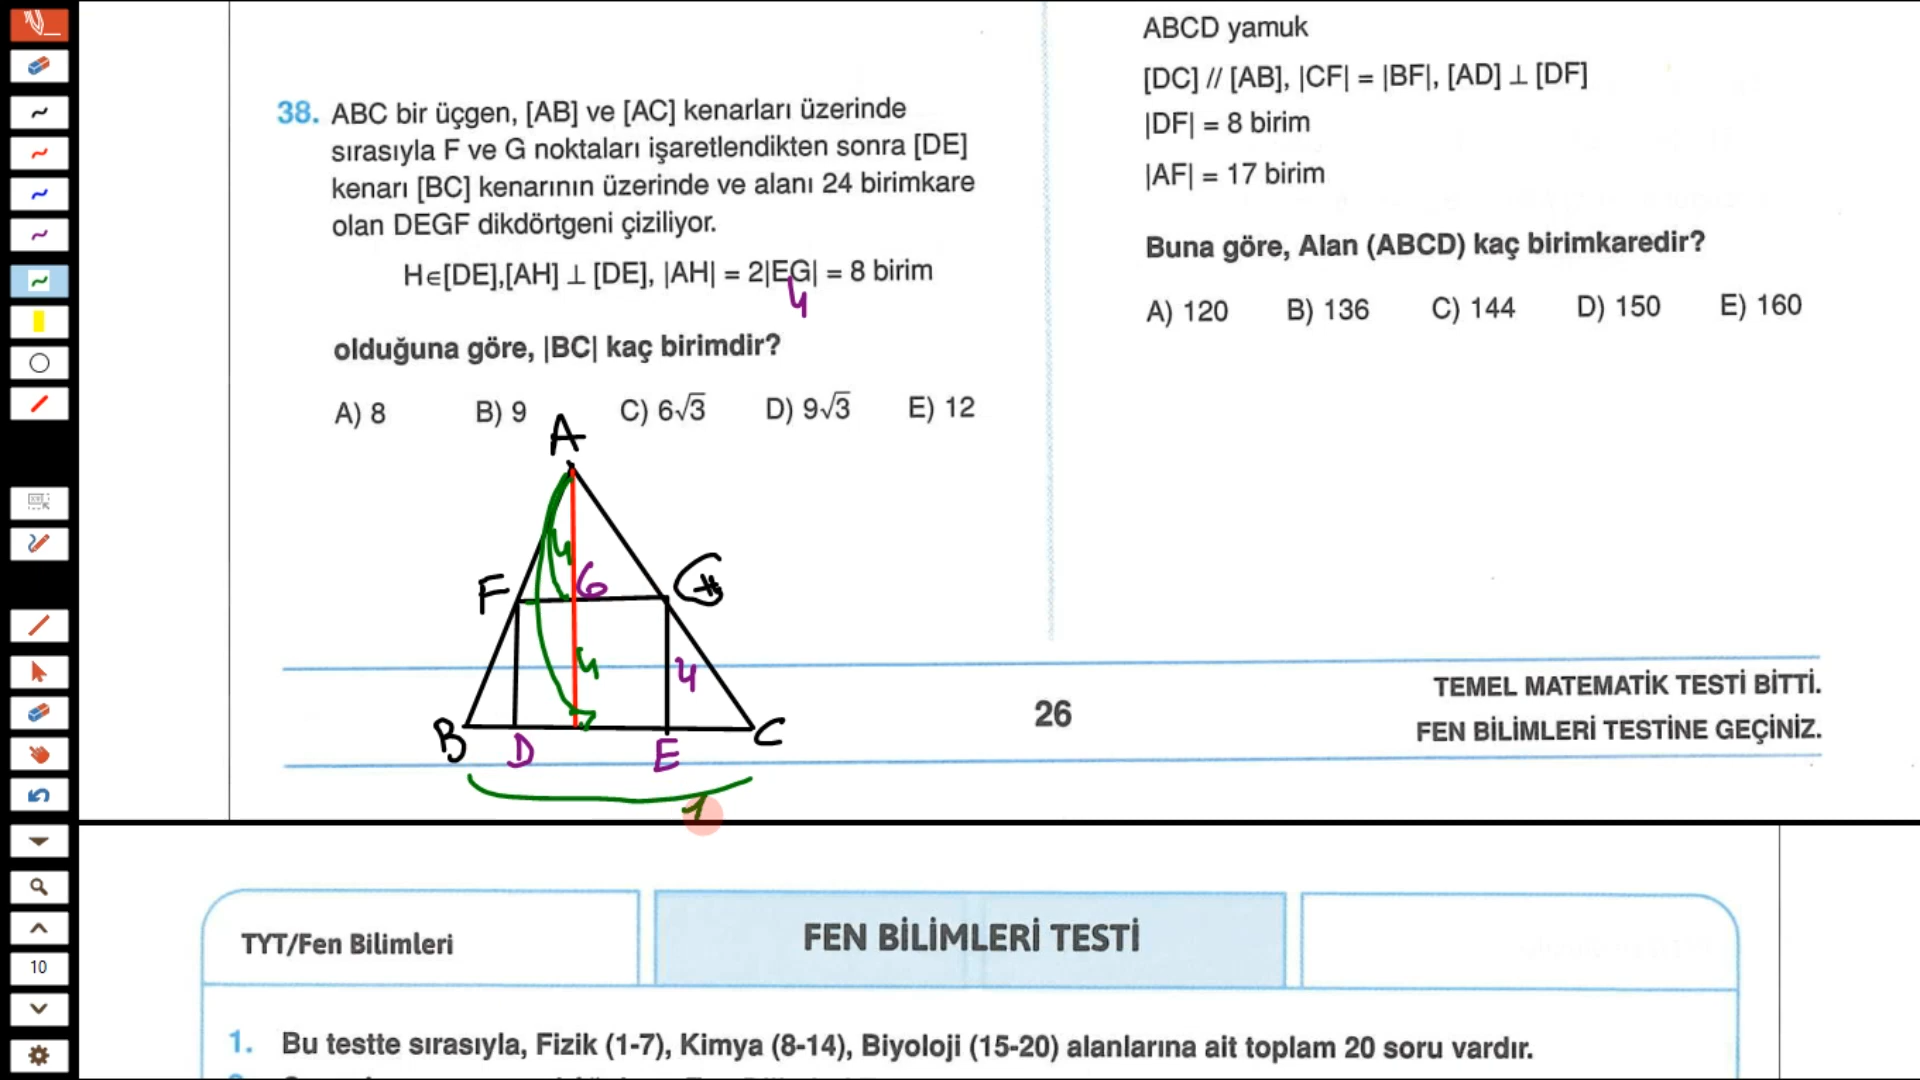 38. ABC bir üçgen, [AB] ve [AC] kenarları üzerinde
sırasıyla F ve G noktaları işaretlendikten sonra [DE]
kenarı [BC] kenarının üzerinde ve alanı 24 birimkare
olan DEGF dikdörtgeni çiziliyor.
H∈[DE],[AH] ⊥ [DE], |AH| = 2|EG| = 8 birim
4
olduğuna göre, |BC| kaç birimdir?
A) 8 B) 9 C) 6√3 D) 9√3 E) 12
A
4
F 6 G
4 4
B D E C
1
ABCD yamuk
[DC] // [AB], |CF| = |BF|, [AD] ⊥ [DF]
|DF| = 8 birim
|AF| = 17 birim
Buna göre, Alan (ABCD) kaç birimkaredir?
A) 120 B) 136 C) 144 D) 150 E) 160
26
TEMEL MATEMATİK TESTİ BİTTİ.
FEN BİLİMLERİ TESTİNE GEÇİNİZ.
TYT/Fen Bilimleri
FEN BİLİMLERİ TESTİ
1. Bu testte sırasıyla, Fizik (1-7), Kimya (8-14), Biyoloji (15-20) alanlarına ait toplam 20 soru vardır.
10